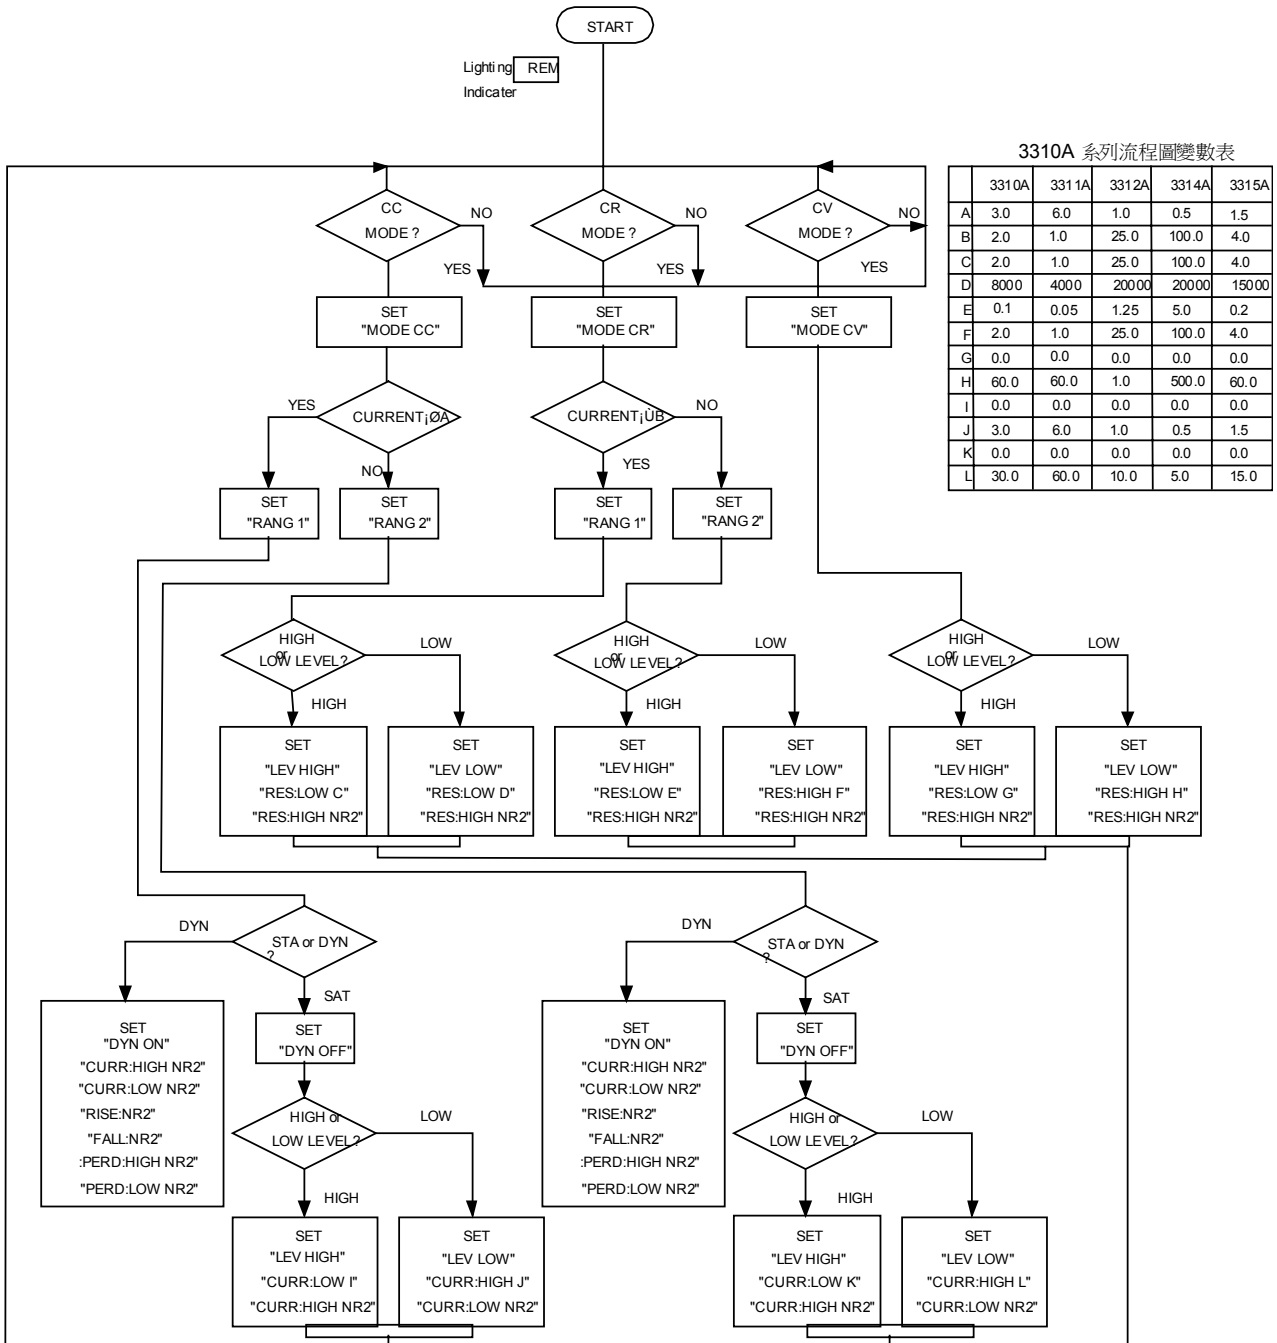 START
Lighting REM
Indicater
3310A 系列流程圖變數表
3310A 3311A 3312A 3314A 3315A
A 3.0 6.0 1.0 0.5 1.5
B 2.0 1.0 25.0 100.0 4.0
C 2.0 1.0 25.0 100.0 4.0
D 8000 4000 20000 20000 15000
E 0.1 0.05 1.25 5.0 0.2
F 2.0 1.0 25.0 100.0 4.0
G 0.0 0.0 0.0 0.0 0.0
H 60.0 60.0 1.0 500.0 60.0
I 0.0 0.0 0.0 0.0 0.0
J 3.0 6.0 1.0 0.5 1.5
K 0.0 0.0 0.0 0.0 0.0
L 30.0 60.0 10.0 5.0 15.0
CC
MODE ?
NO
YES
CR
MODE ?
NO
YES
CV
MODE ?
NO
YES
SET
"MODE CC"
SET
"MODE CR"
SET
"MODE CV"
YES
CURRENT¡ØA
NO
CURRENT¡ÙB
NO
YES
SET
"RANG 1"
SET
"RANG 2"
SET
"RANG 1"
SET
"RANG 2"
HIGH
or
LOW LEVEL?
LOW
HIGH
HIGH
or
LOW LEVEL?
LOW
HIGH
HIGH
or
LOW LEVEL?
LOW
HIGH
SET
"LEV HIGH"
"RES:LOW C"
"RES:HIGH NR2"
SET
"LEV LOW"
"RES:LOW D"
"RES:HIGH NR2"
SET
"LEV HIGH"
"RES:LOW E"
"RES:HIGH NR2"
SET
"LEV LOW"
"RES:HIGH F"
"RES:HIGH NR2"
SET
"LEV HIGH"
"RES:LOW G"
"RES:HIGH NR2"
SET
"LEV LOW"
"RES:HIGH H"
"RES:HIGH NR2"
DYN
STA or DYN
?
SAT
DYN
STA or DYN
?
SAT
SET
"DYN ON"
"CURR:HIGH NR2"
"CURR:LOW NR2"
"RISE:NR2"
"FALL:NR2"
:PERD:HIGH NR2"
"PERD:LOW NR2"
SET
"DYN OFF"
HIGH or
LOW LEVEL?
LOW
HIGH
SET
"LEV HIGH"
"CURR:LOW I"
"CURR:HIGH NR2"
SET
"LEV LOW"
"CURR:HIGH J"
"CURR:LOW NR2"
SET
"DYN ON"
"CURR:HIGH NR2"
"CURR:LOW NR2"
"RISE:NR2"
"FALL:NR2"
:PERD:HIGH NR2"
"PERD:LOW NR2"
SET
"DYN OFF"
HIGH or
LOW LEVEL?
LOW
HIGH
SET
"LEV HIGH"
"CURR:LOW K"
"CURR:HIGH NR2"
SET
"LEV LOW"
"CURR:HIGH L"
"CURR:LOW NR2"